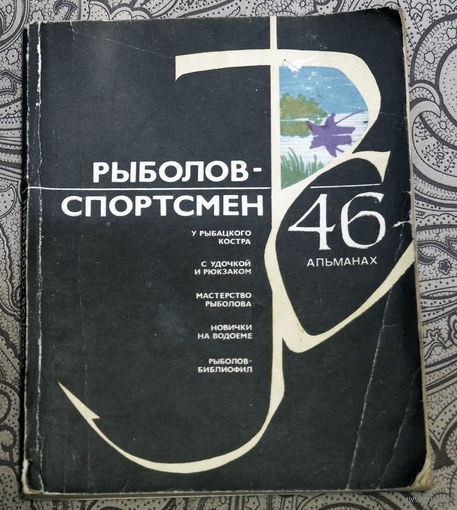 РЫБОЛОВ-
СПОРТСМЕН
46
АЛЬМАНАХ
У РЫБАЦКОГО
КОСТРА
С УДОЧКОЙ
И РЮКЗАКОМ
МАСТЕРСТВО
РЫБОЛОВА
НОВИЧКИ
НА ВОДОЕМЕ
РЫБОЛОВ-
БИБЛИОФИЛ